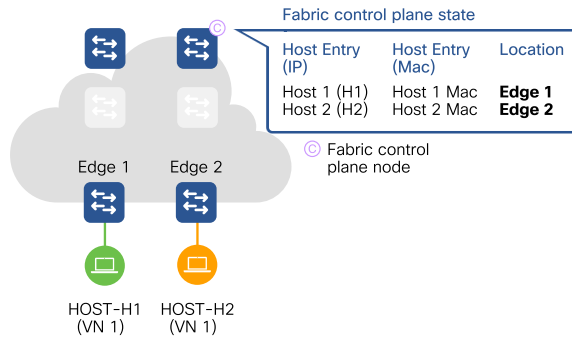 Fabric control plane state
Host Entry (IP) Host Entry (Mac) Location
Host 1 (H1) Host 1 Mac Edge 1
Host 2 (H2) Host 2 Mac Edge 2
C
C Fabric control
plane node
Edge 1 Edge 2
HOST-H1 HOST-H2
(VN 1) (VN 1)